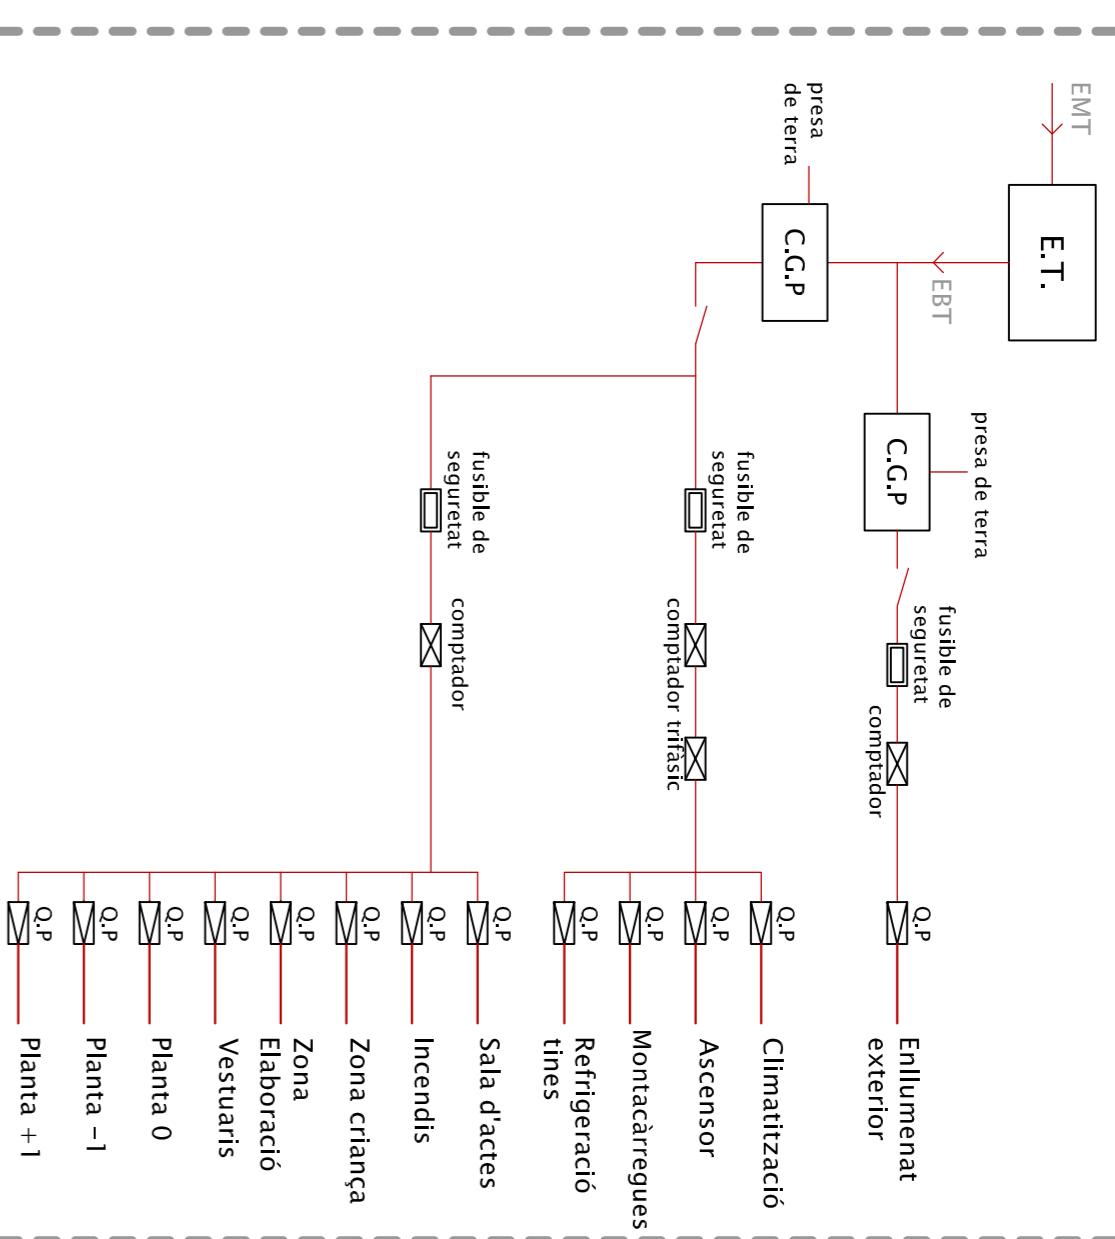 EMT
E.T.
EBT
presa
de terra
C.G.P
presa de terra
C.G.P
fusible de
seguretat
comptador
Q.P
Enllumenat
exterior
fusible de
seguretat
comptador trifàsic
Q.P
Climatització
Q.P
Ascensor
Q.P
Montacàrregues
Q.P
Refrigeració
tines
fusible de
seguretat
comptador
Q.P
Sala d'actes
Q.P
Incendis
Q.P
Zona criança
Q.P
Zona
Elaboració
Q.P
Vestuaris
Q.P
Planta 0
Q.P
Planta -1
Q.P
Planta +1